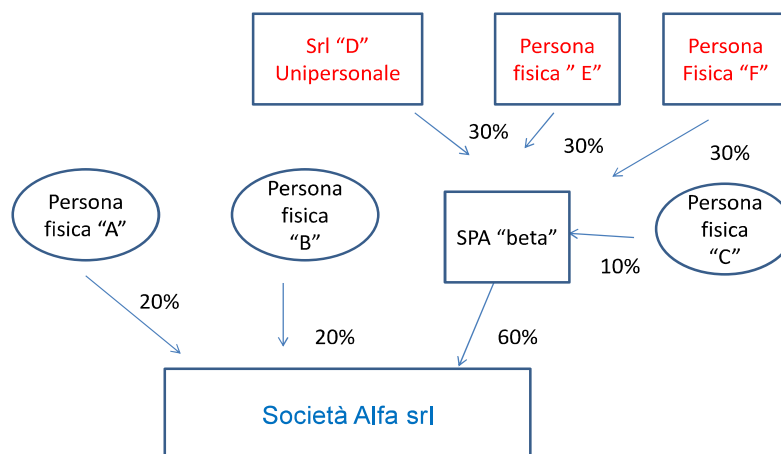 Srl “D”
Unipersonale
Persona
fisica ” E”
Persona
Fisica “F”
30%
30%
30%
Persona
fisica “A”
Persona
fisica
“B”
SPA “beta”
Persona
fisica
“C”
10%
20%
20%
60%
Società Alfa srl